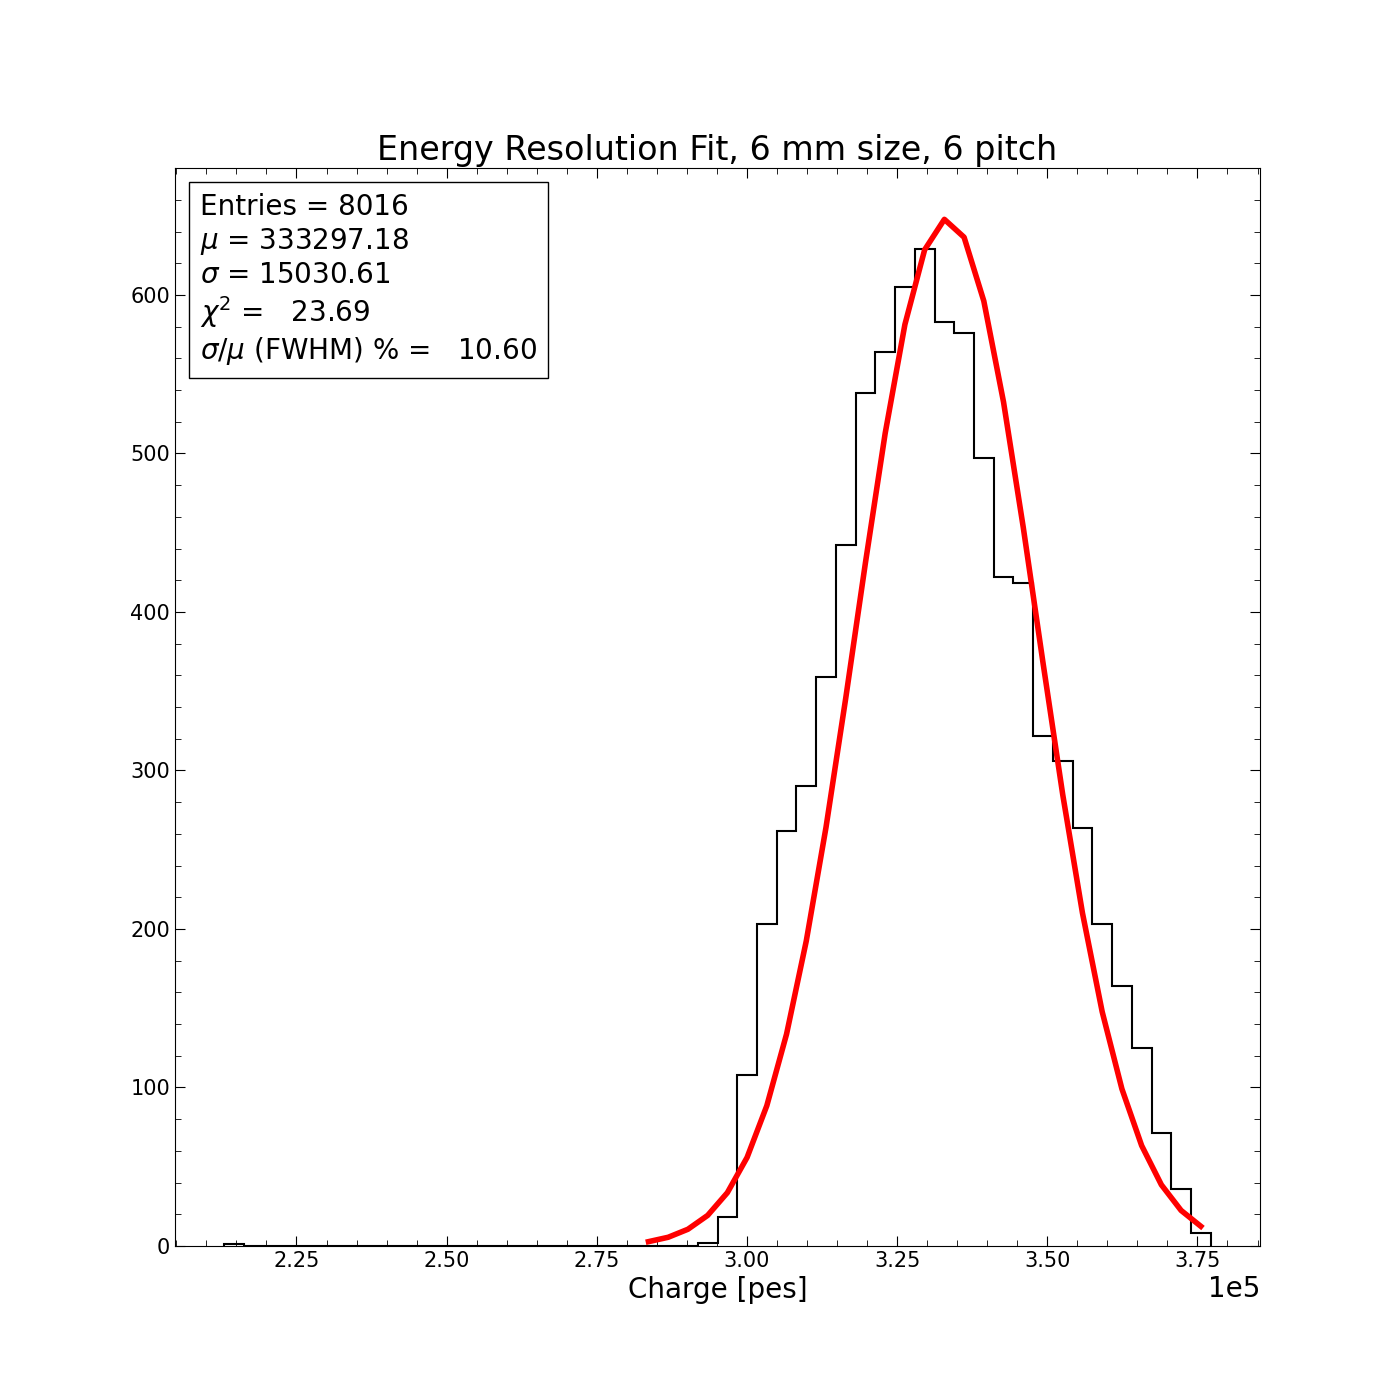 Energy Resolution Fit, 6 mm size, 6 pitch
Entries = 8016
μ = 333297.18
σ = 15030.61
χ² = 23.69
σ/μ (FWHM) % = 10.60
600
500
400
300
200
100
0
2.25 2.50 2.75 3.00 3.25 3.50 3.75
Charge [pes] 1e5